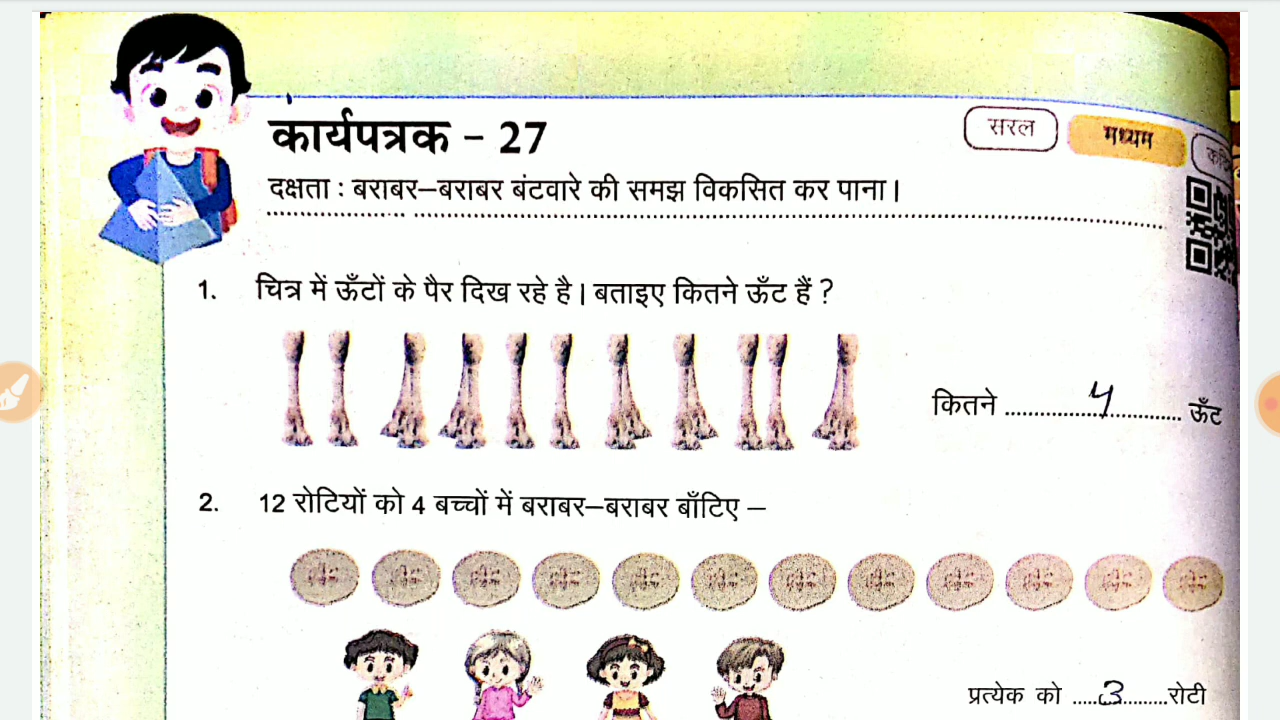 कार्यपत्रक – 27
सरल
मध्यम
दक्षता : बराबर–बराबर बंटवारे की समझ विकसित कर पाना।
1. चित्र में ऊँटों के पैर दिख रहे है। बताइए कितने ऊँट हैं ?
कितने .......... 4 .......... ऊँट
2. 12 रोटियों को 4 बच्चों में बराबर–बराबर बाँटिए –
प्रत्येक को .....3..........रोटी